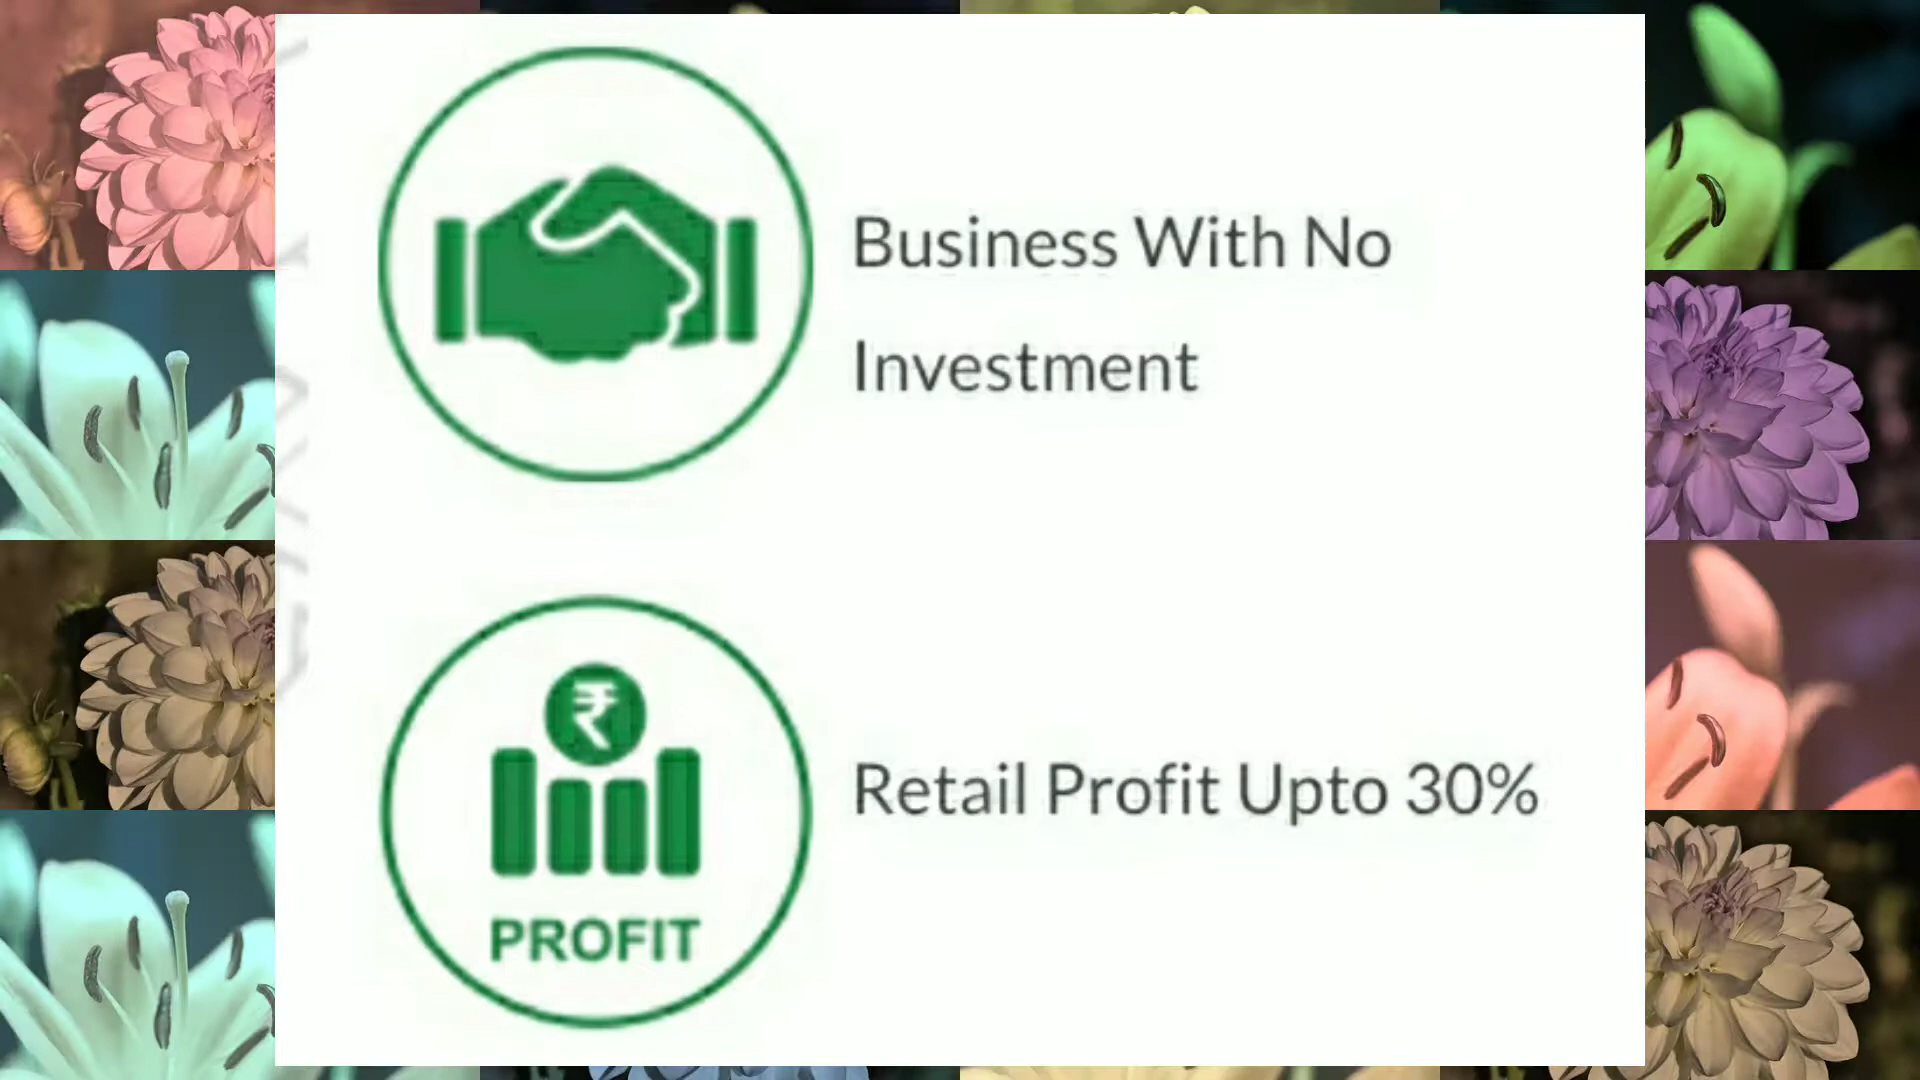 Business With No
Investment
₹
Retail Profit Upto 30%
PROFIT